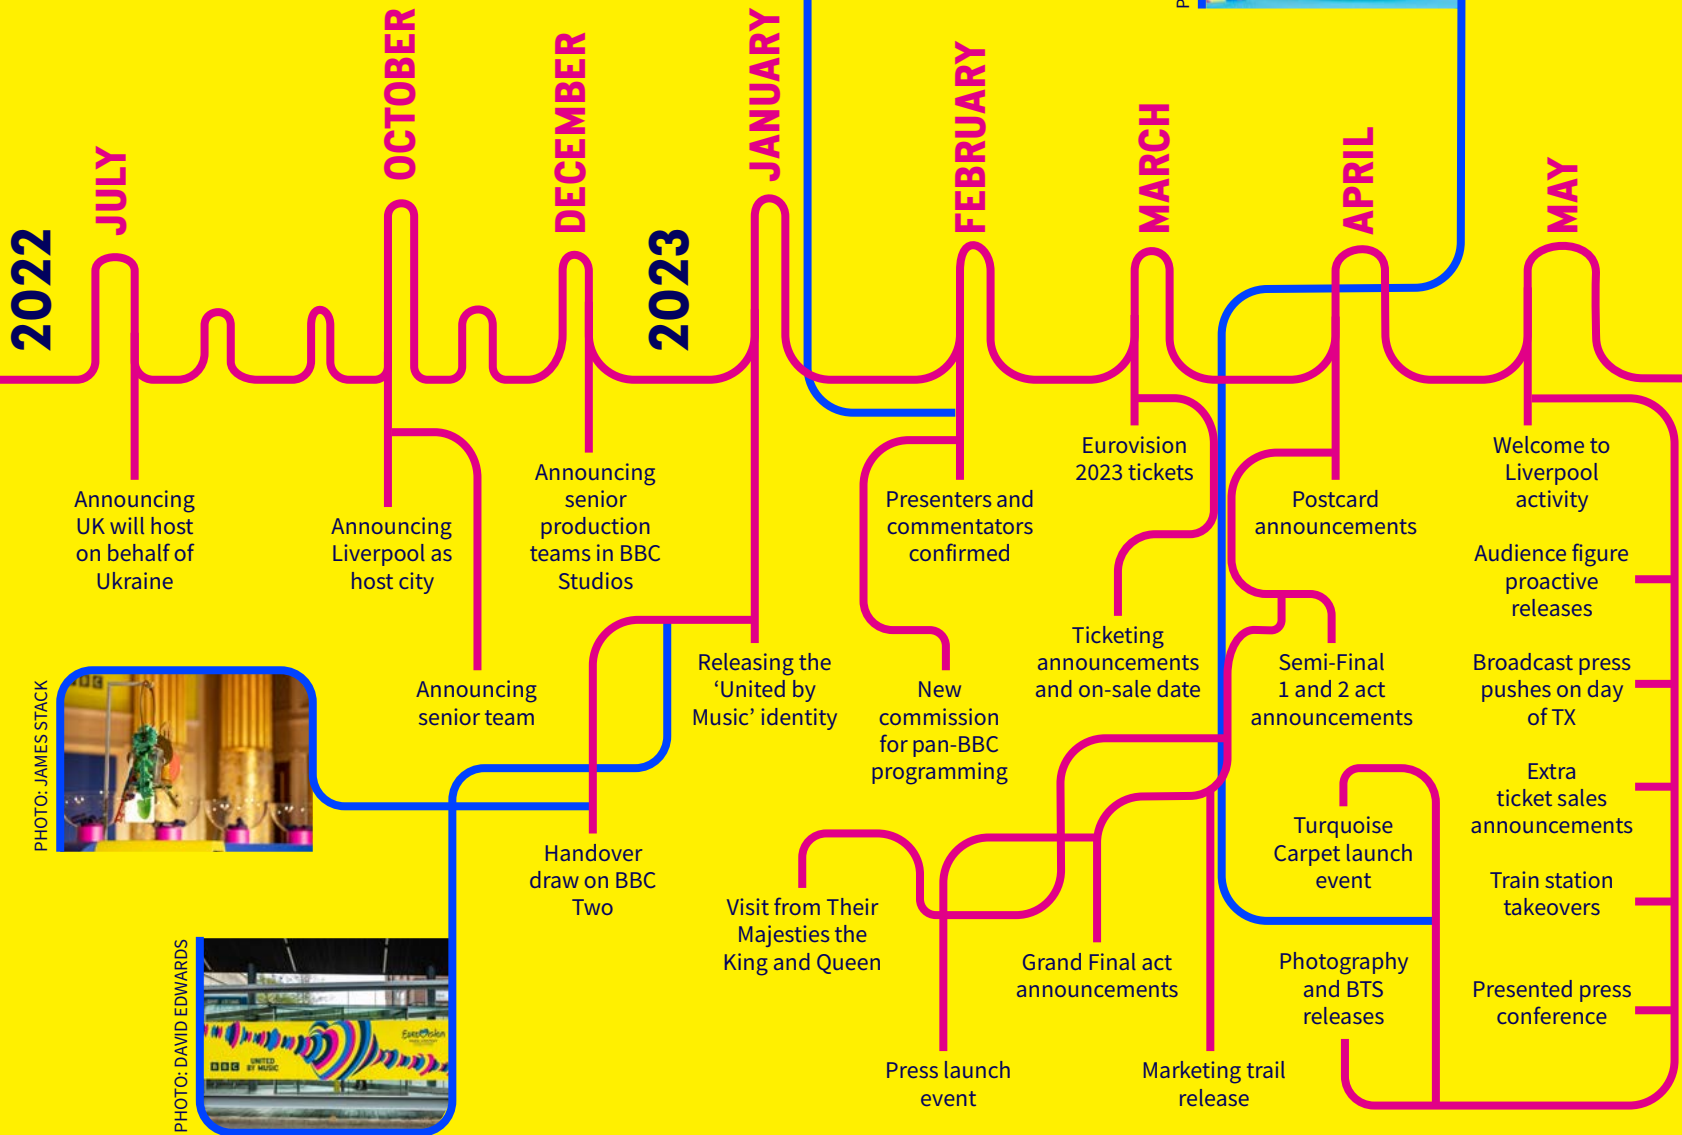 2022
JULY
OCTOBER
DECEMBER
2023
JANUARY
FEBRUARY
MARCH
APRIL
MAY
Announcing
UK will host
on behalf of
Ukraine
Announcing
Liverpool as
host city
Announcing
senior team
Announcing
senior
production
teams in BBC
Studios
Releasing the
‘United by
Music’ identity
Handover
draw on BBC
Two
Presenters and
commentators
confirmed
New
commission
for pan-BBC
programming
Eurovision
2023 tickets
Ticketing
announcements
and on-sale date
Postcard
announcements
Semi-Final
1 and 2 act
announcements
Visit from Their
Majesties the
King and Queen
Grand Final act
announcements
Press launch
event
Marketing trail
release
Welcome to
Liverpool
activity
Audience figure
proactive
releases
Broadcast press
pushes on day
of TX
Extra
ticket sales
announcements
Train station
takeovers
Presented press
conference
Turquoise
Carpet launch
event
Photography
and BTS
releases
PHOTO: JAMES STACK
PHOTO: DAVID EDWARDS
BBC
UNITED
BY MUSIC
EUROVISION